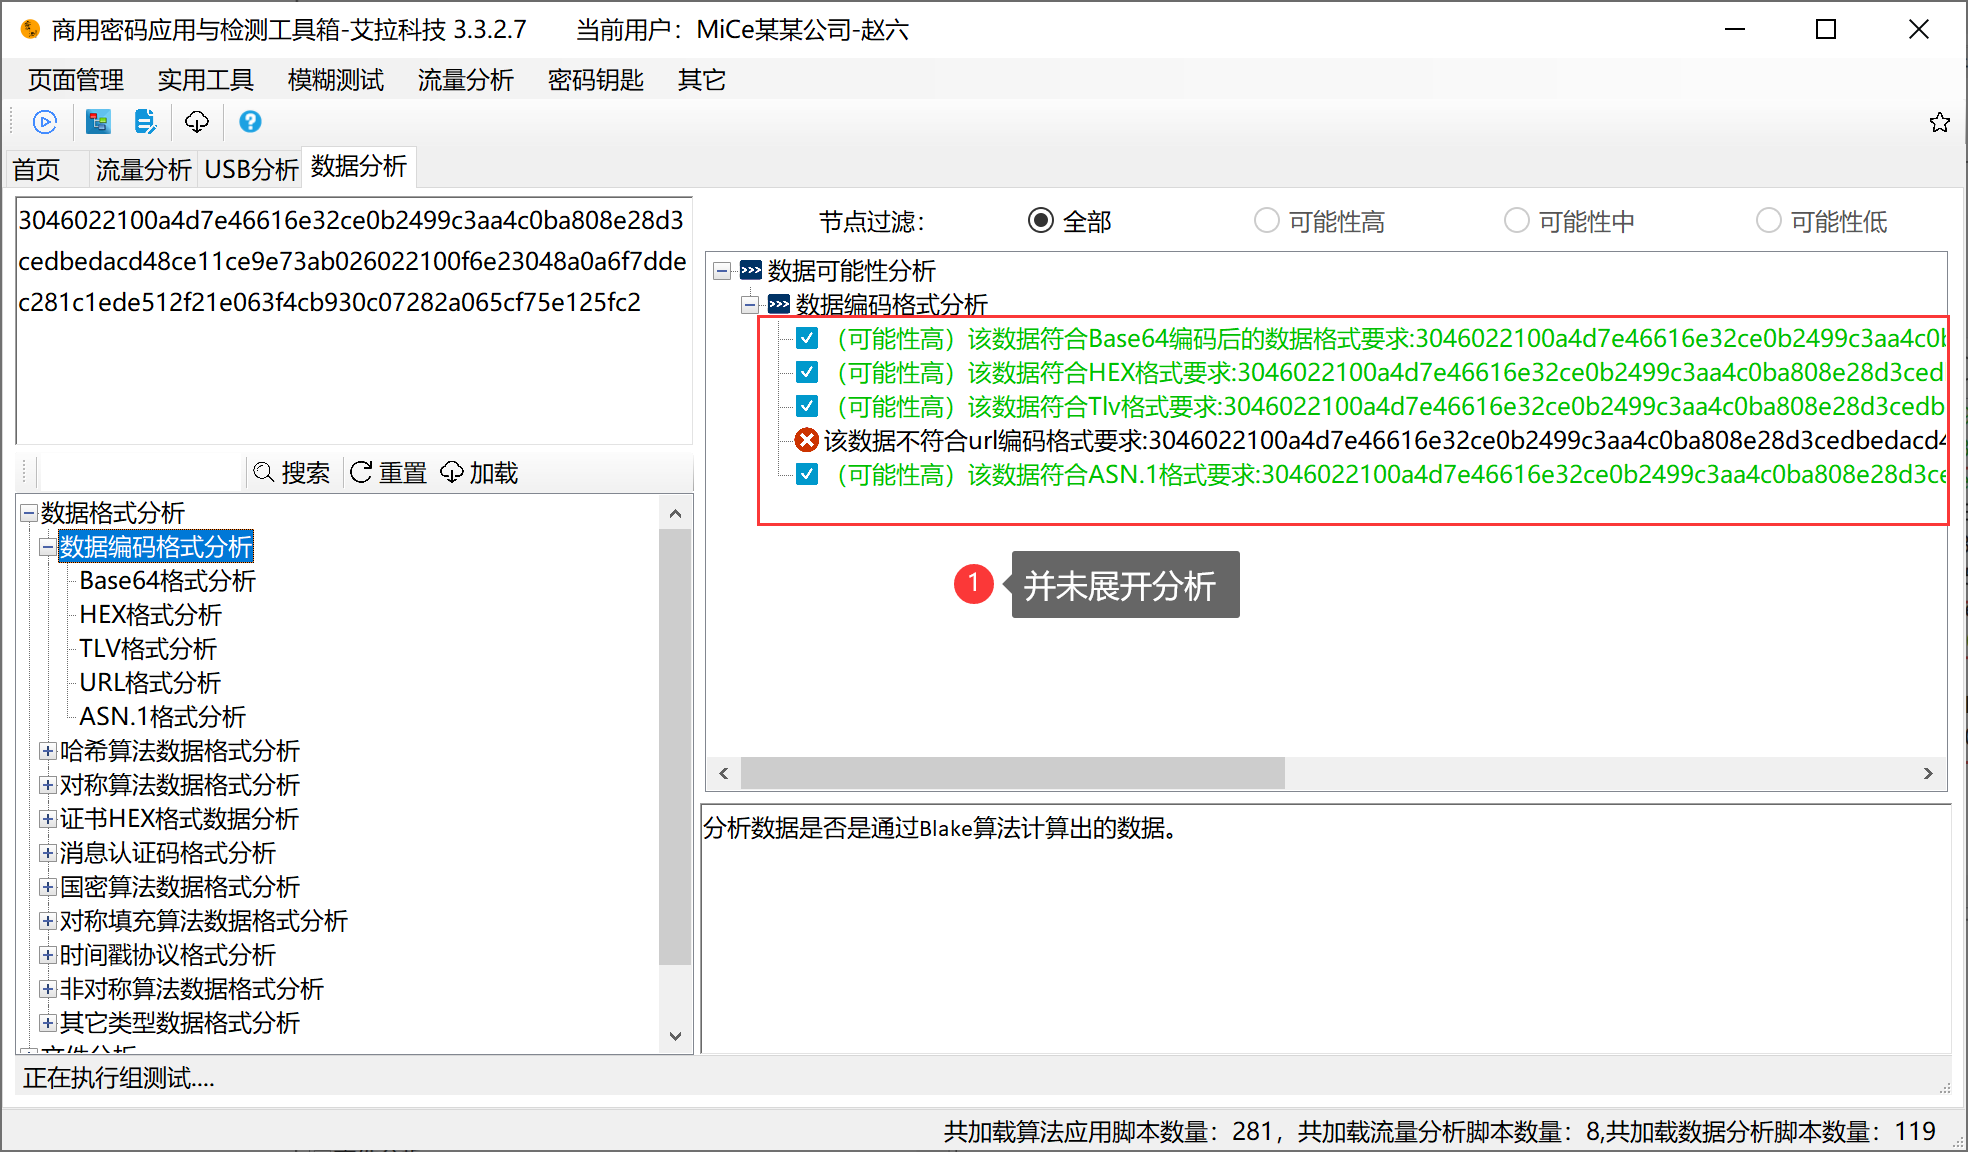 商用密码应用与检测工具箱-艾拉科技 3.3.2.7 当前用户：MiCe某某公司-赵六
页面管理 实用工具 模糊测试 流量分析 密码钥匙 其它
首页 流量分析 USB分析 数据分析
3046022100a4d7e46616e32ce0b2499c3aa4c0ba808e28d3
cedbedacd48ce11ce9e73ab026022100f6e23048a0a6f7dde
c281c1ede512f21e063f4cb930c07282a065cf75e125fc2
搜索 重置 加载
数据格式分析
数据编码格式分析
Base64格式分析
HEX格式分析
TLV格式分析
URL格式分析
ASN.1格式分析
哈希算法数据格式分析
对称算法数据格式分析
证书HEX格式数据分析
消息认证码格式分析
国密算法数据格式分析
对称填充算法数据格式分析
时间戳协议格式分析
非对称算法数据格式分析
其它类型数据格式分析
文件分析
节点过滤： 全部 可能性高 可能性中 可能性低
数据可能性分析
数据编码格式分析
（可能性高）该数据符合Base64编码后的数据格式要求:3046022100a4d7e46616e32ce0b2499c3aa4c0b
（可能性高）该数据符合HEX格式要求:3046022100a4d7e46616e32ce0b2499c3aa4c0ba808e28d3ced
（可能性高）该数据符合Tlv格式要求:3046022100a4d7e46616e32ce0b2499c3aa4c0ba808e28d3cedb
该数据不符合url编码格式要求:3046022100a4d7e46616e32ce0b2499c3aa4c0ba808e28d3cedbedacd4
（可能性高）该数据符合ASN.1格式要求:3046022100a4d7e46616e32ce0b2499c3aa4c0ba808e28d3ce
1 并未展开分析
分析数据是否是通过Blake算法计算出的数据。
正在执行组测试....
共加载算法应用脚本数量：281，共加载流量分析脚本数量：8,共加载数据分析脚本数量：119